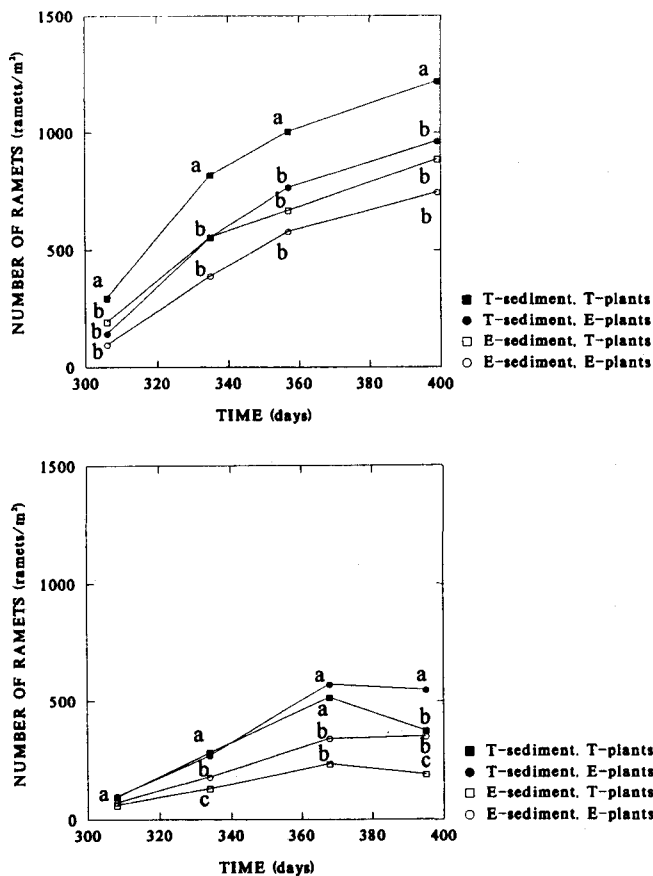 1500
1000
500
0
NUMBER OF RAMETS (ramets/m²)
a
a
a
a
b
b
b
b
b
b
b
b
b
b
b
300
320
340
360
380
400
TIME (days)
T-sediment, T-plants
T-sediment, E-plants
E-sediment, T-plants
E-sediment, E-plants
1500
1000
500
0
NUMBER OF RAMETS (ramets/m²)
a
a
b
c
a
a
b
b
a
b
b
c
300
320
340
360
380
400
TIME (days)
T-sediment, T-plants
T-sediment, E-plants
E-sediment, T-plants
E-sediment, E-plants